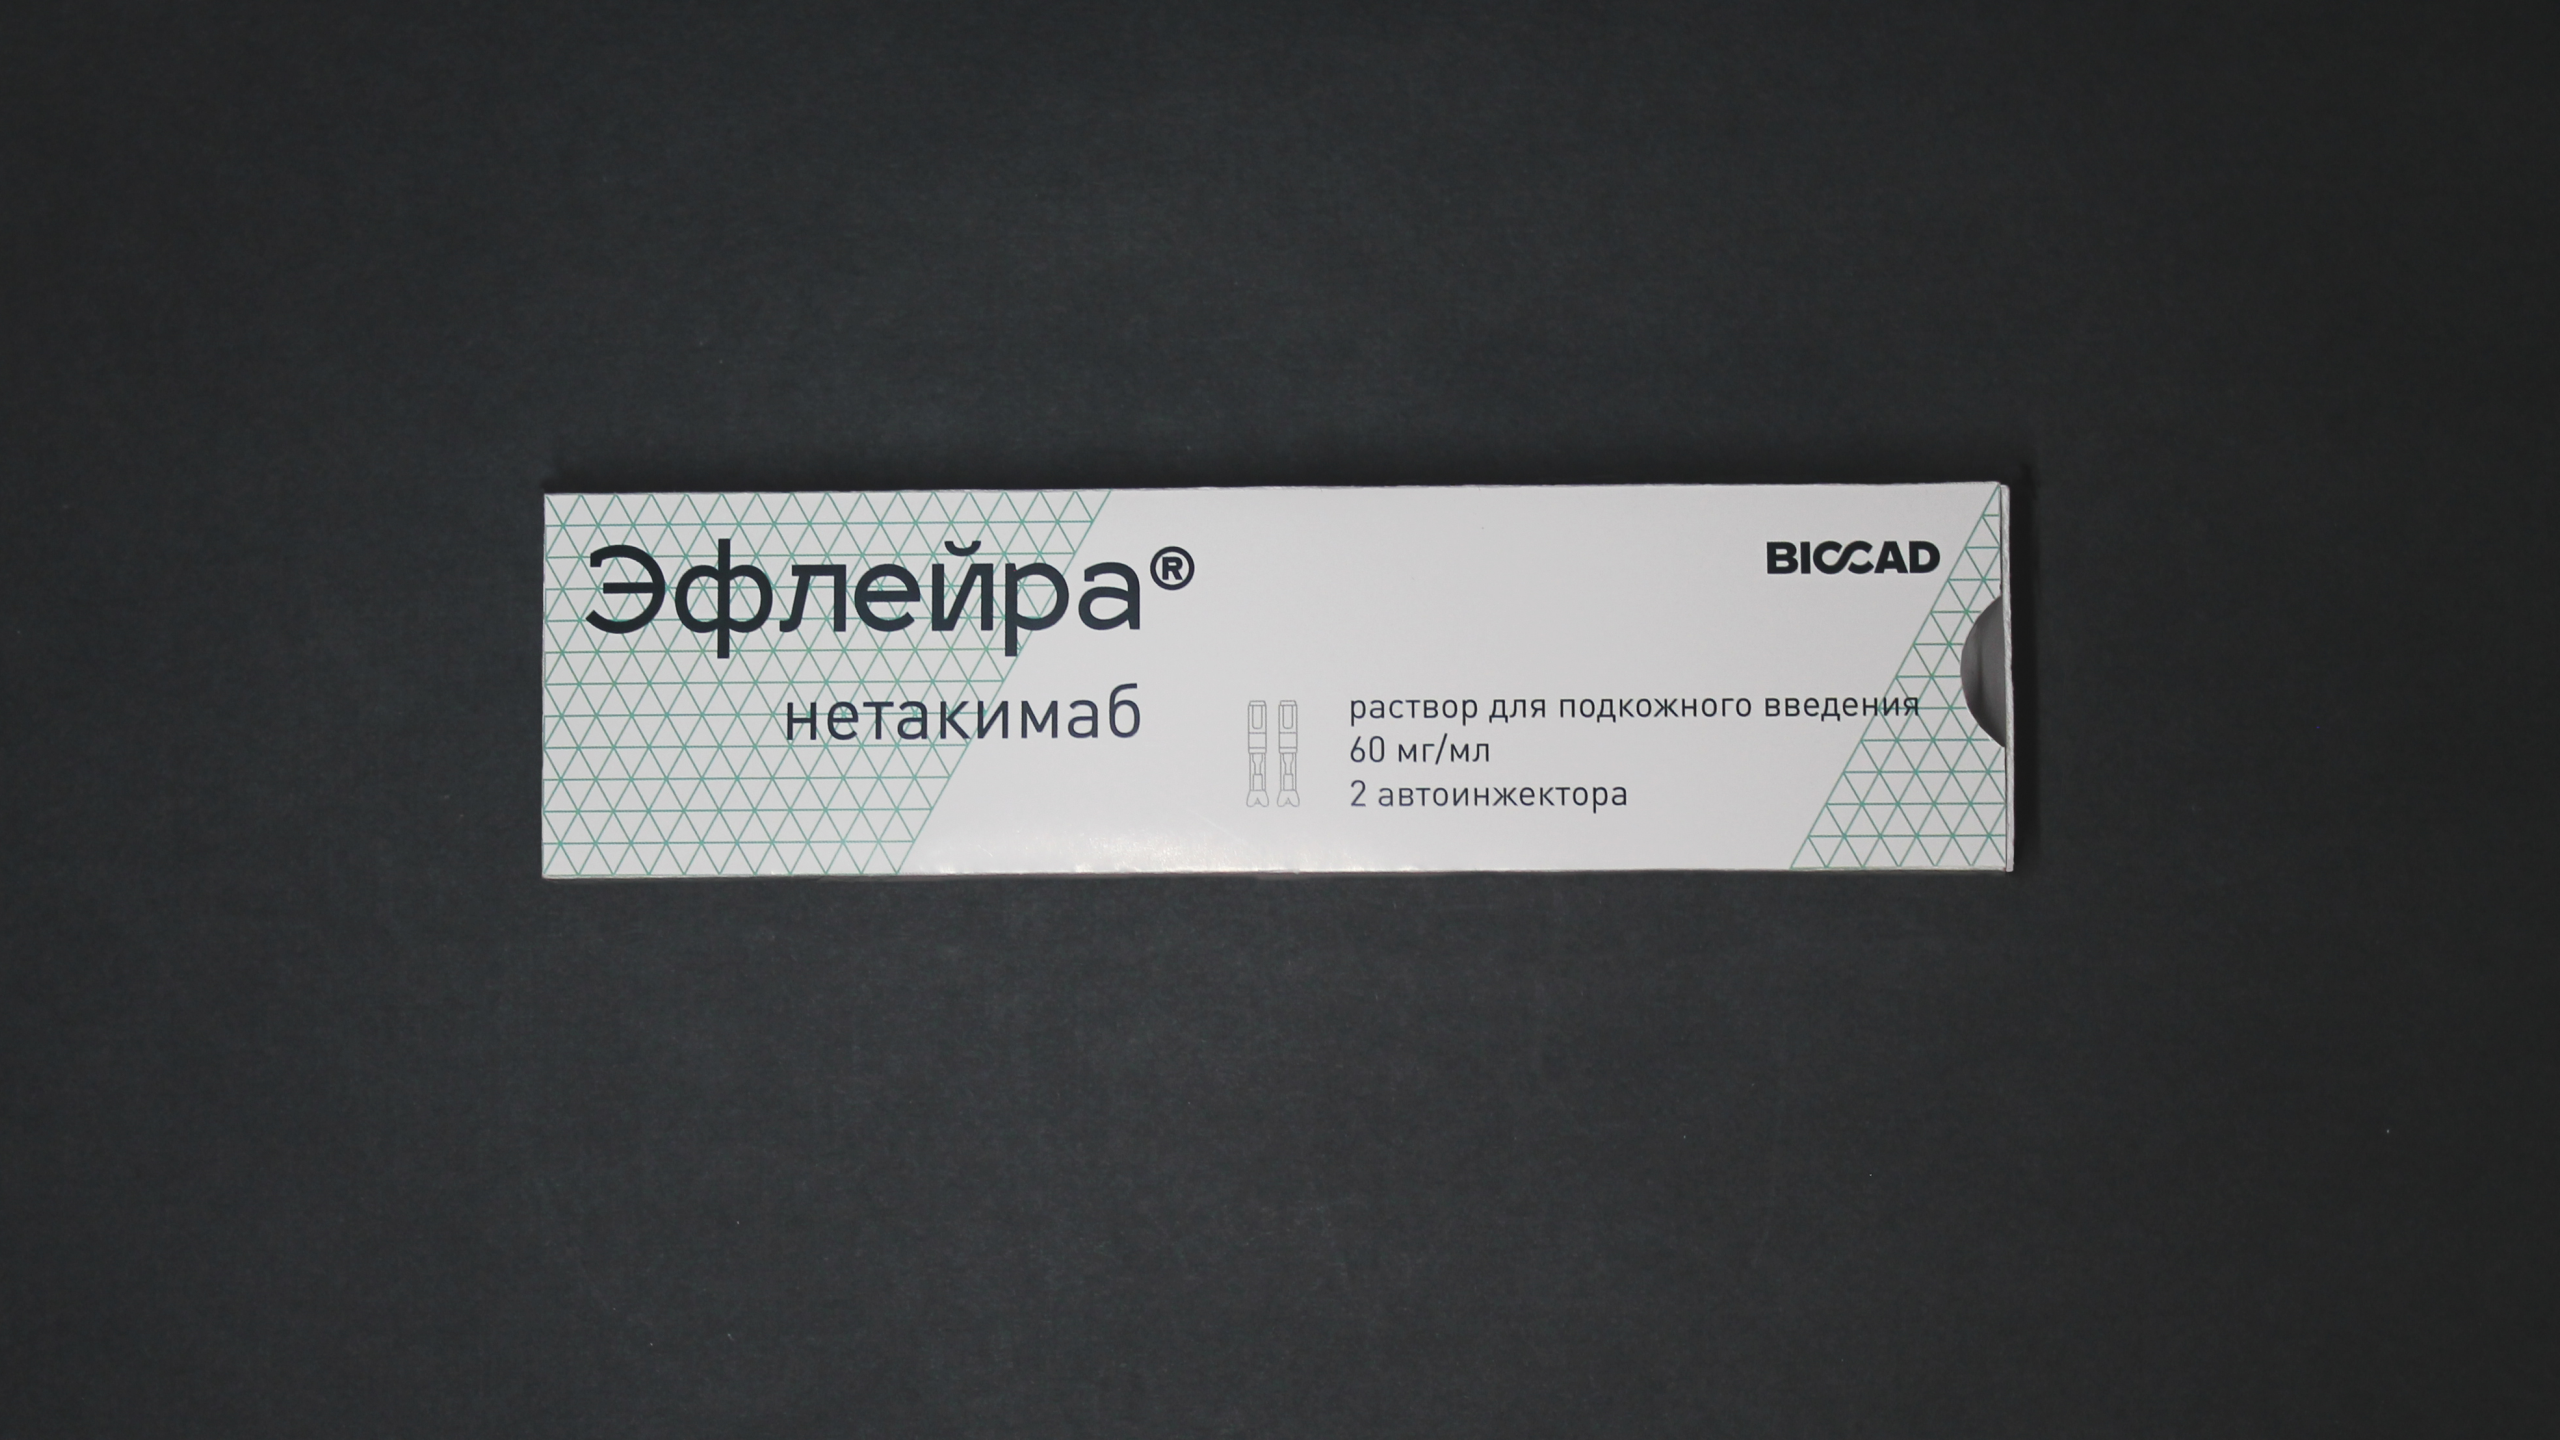 Эфлейра®
нетакимаб
BIOCAD
раствор для подкожного введения
60 мг/мл
2 автоинжектора